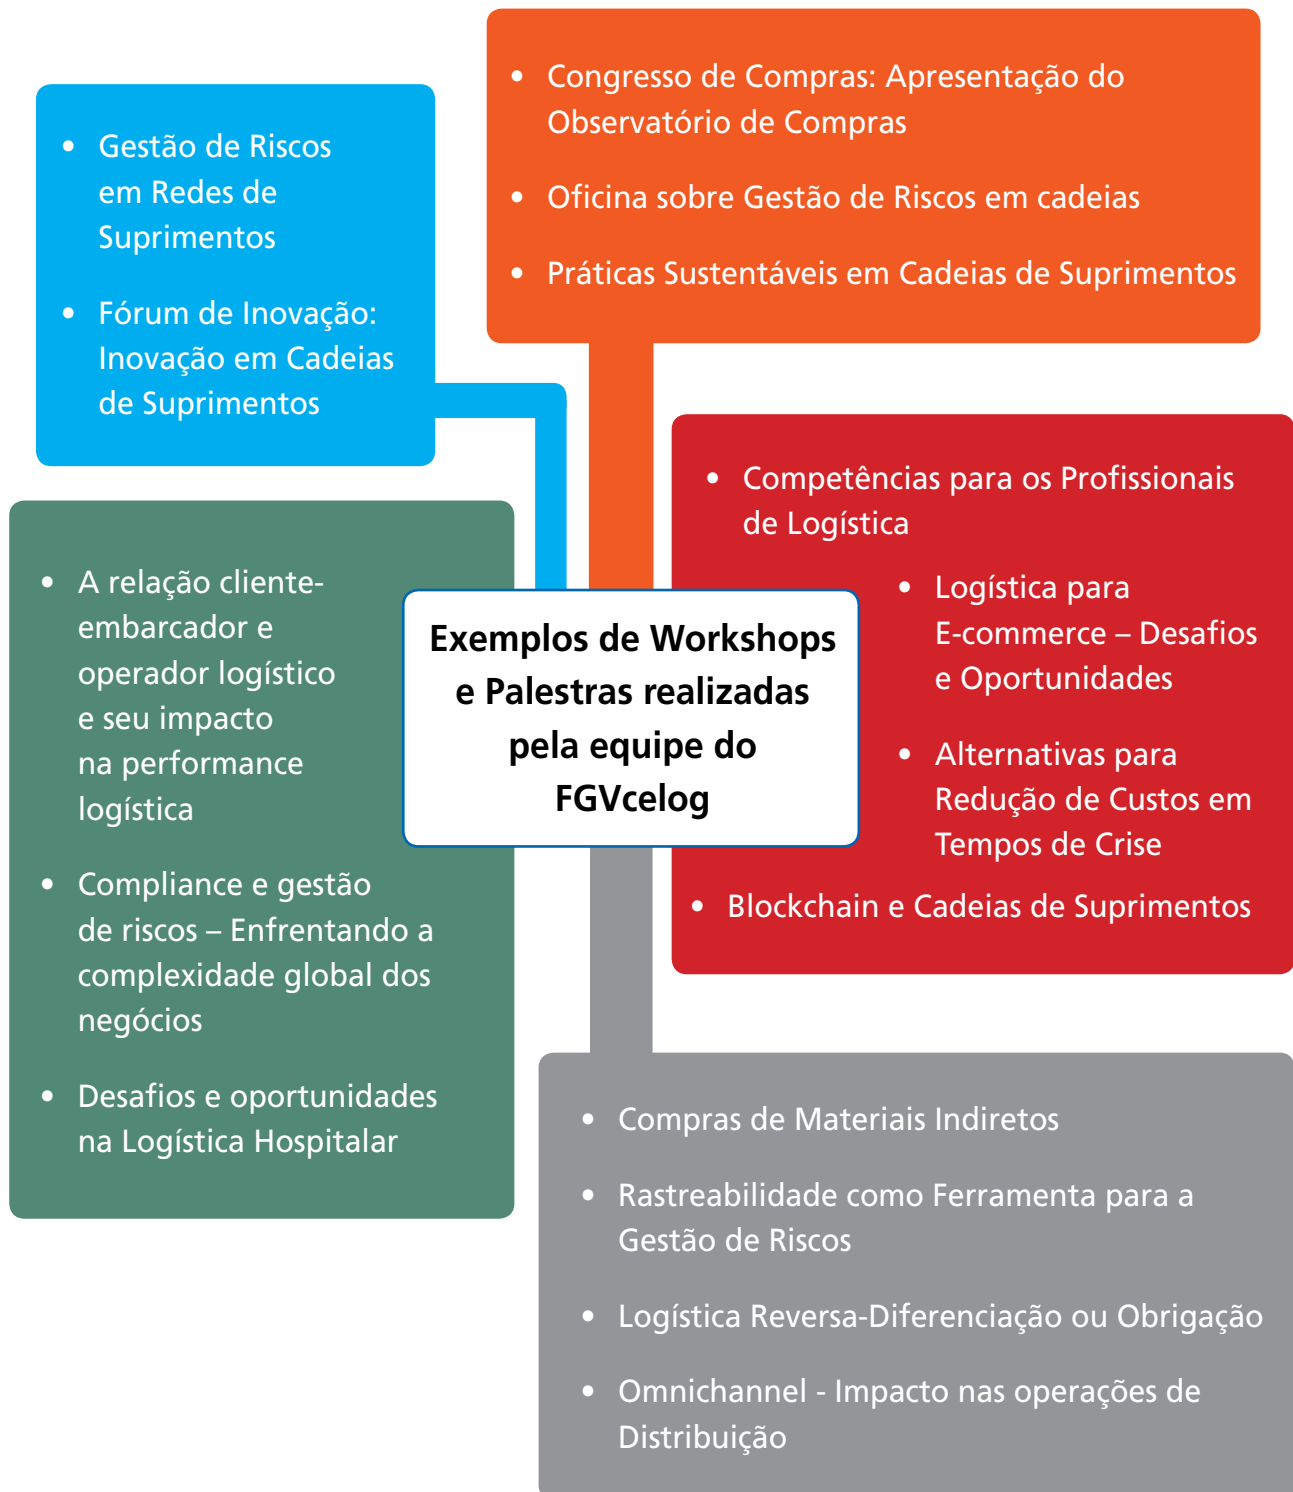 • Congresso de Compras: Apresentação do
Observatório de Compras
• Oficina sobre Gestão de Riscos em cadeias
• Práticas Sustentáveis em Cadeias de Suprimentos
• Gestão de Riscos
em Redes de
Suprimentos
• Fórum de Inovação:
Inovação em Cadeias
de Suprimentos
• Competências para os Profissionais
de Logística
• Logística para
E-commerce – Desafios
e Oportunidades
• Alternativas para
Redução de Custos em
Tempos de Crise
• Blockchain e Cadeias de Suprimentos
• A relação cliente-
embarcador e
operador logístico
e seu impacto
na performance
logística
• Compliance e gestão
de riscos – Enfrentando a
complexidade global dos
negócios
• Desafios e oportunidades
na Logística Hospitalar
Exemplos de Workshops
e Palestras realizadas
pela equipe do
FGVcelog
• Compras de Materiais Indiretos
• Rastreabilidade como Ferramenta para a
Gestão de Riscos
• Logística Reversa-Diferenciação ou Obrigação
• Omnichannel - Impacto nas operações de
Distribuição